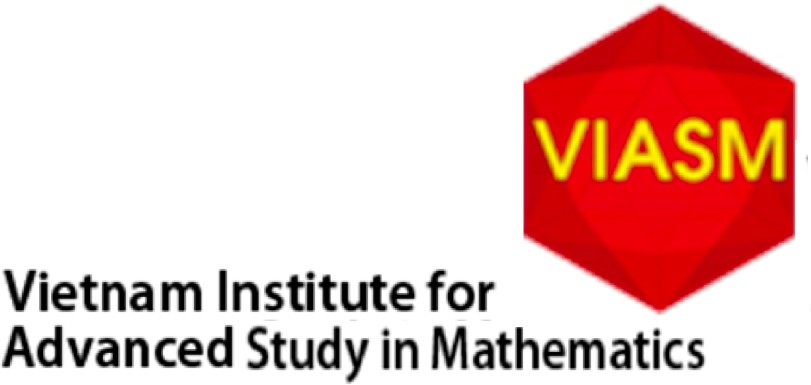 VIASM
Vietnam Institute for
Advanced Study in Mathematics